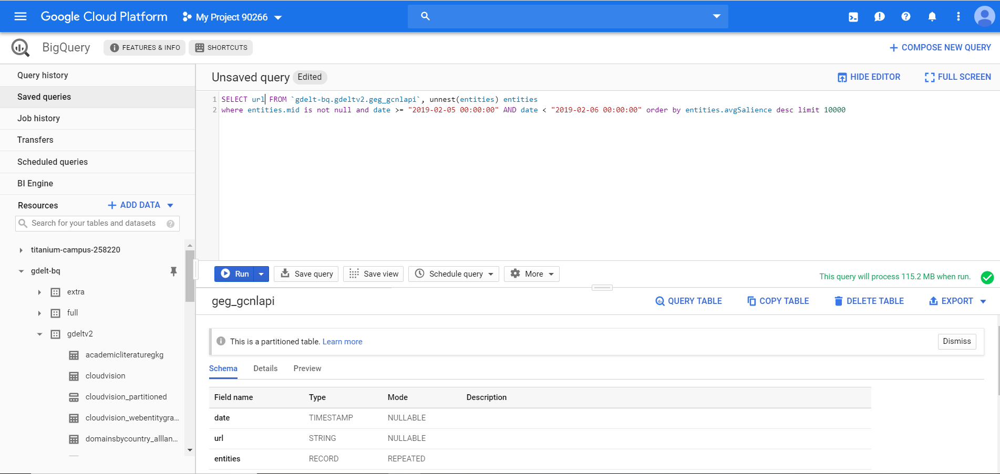 Google Cloud Platform
My Project 90266
BigQuery
FEATURES & INFO
SHORTCUTS
COMPOSE NEW QUERY
Query history
Saved queries
Job history
Transfers
Scheduled queries
BI Engine
Resources
ADD DATA
Search for your tables and datasets
titanium-campus-258220
gdelt-bq
extra
full
gdeltv2
academicliteraturegkg
cloudvision
cloudvision_partitioned
cloudvision_webentitygra...
domainsbycountry_alllan...
Unsaved query
Edited
HIDE EDITOR
FULL SCREEN
1 SELECT url FROM `gdelt-bq.gdeltv2.geg_gcnlapi`, unnest(entities) entities
2 where entities.mid is not null and date >= "2019-02-05 00:00:00" AND date < "2019-02-06 00:00:00" order by entities.avgSalience desc limit 10000
Run
Save query
Save view
Schedule query
More
This query will process 115.2 MB when run.
geg_gcnlapi
QUERY TABLE
COPY TABLE
DELETE TABLE
EXPORT
This is a partitioned table. Learn more
Dismiss
Schema
Details
Preview
Field name Type Mode Description
date TIMESTAMP NULLABLE
url STRING NULLABLE
entities RECORD REPEATED